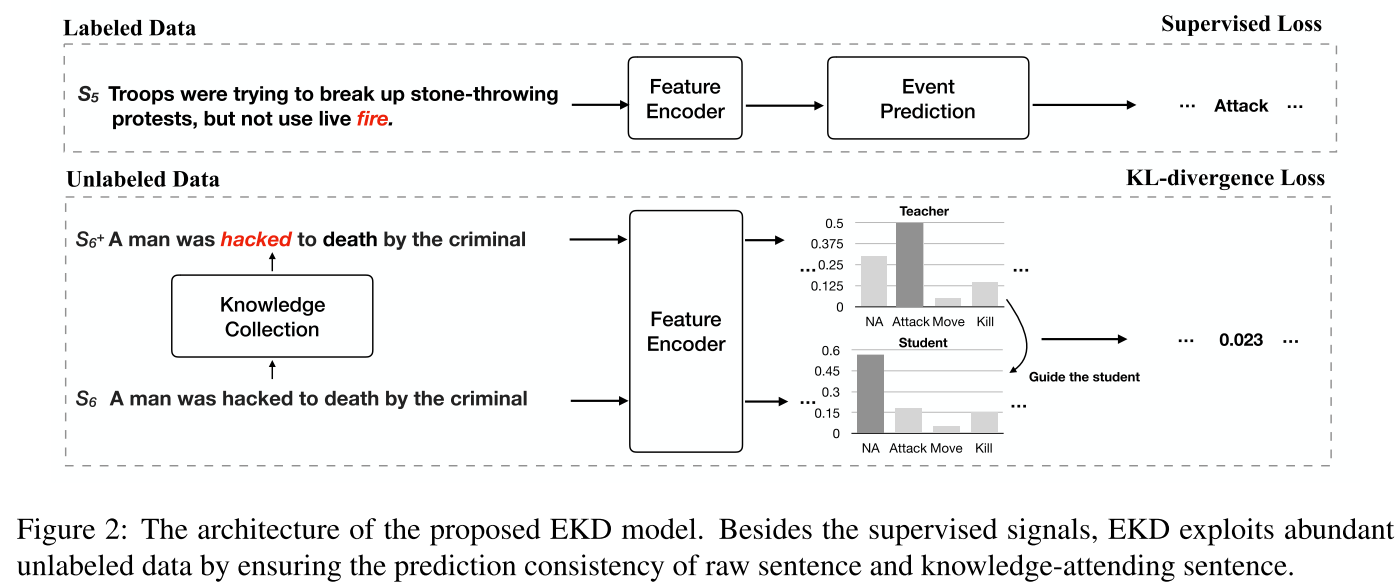 Labeled Data
Supervised Loss
S5 Troops were trying to break up stone-throwing
protests, but not use live fire.
Feature
Encoder
Event
Prediction
... Attack ...
Unlabeled Data
KL-divergence Loss
S6+ A man was hacked to death by the criminal
Knowledge
Collection
S6 A man was hacked to death by the criminal
Feature
Encoder
Teacher
0.5
0.375
...0.25 ...
0.125
0
NA Attack Move Kill
Student
0.6
0.45
0.3
... ...
0.15
0
NA Attack Move Kill
Guide the student
... 0.023 ...
Figure 2: The architecture of the proposed EKD model. Besides the supervised signals, EKD exploits abundant
unlabeled data by ensuring the prediction consistency of raw sentence and knowledge-attending sentence.